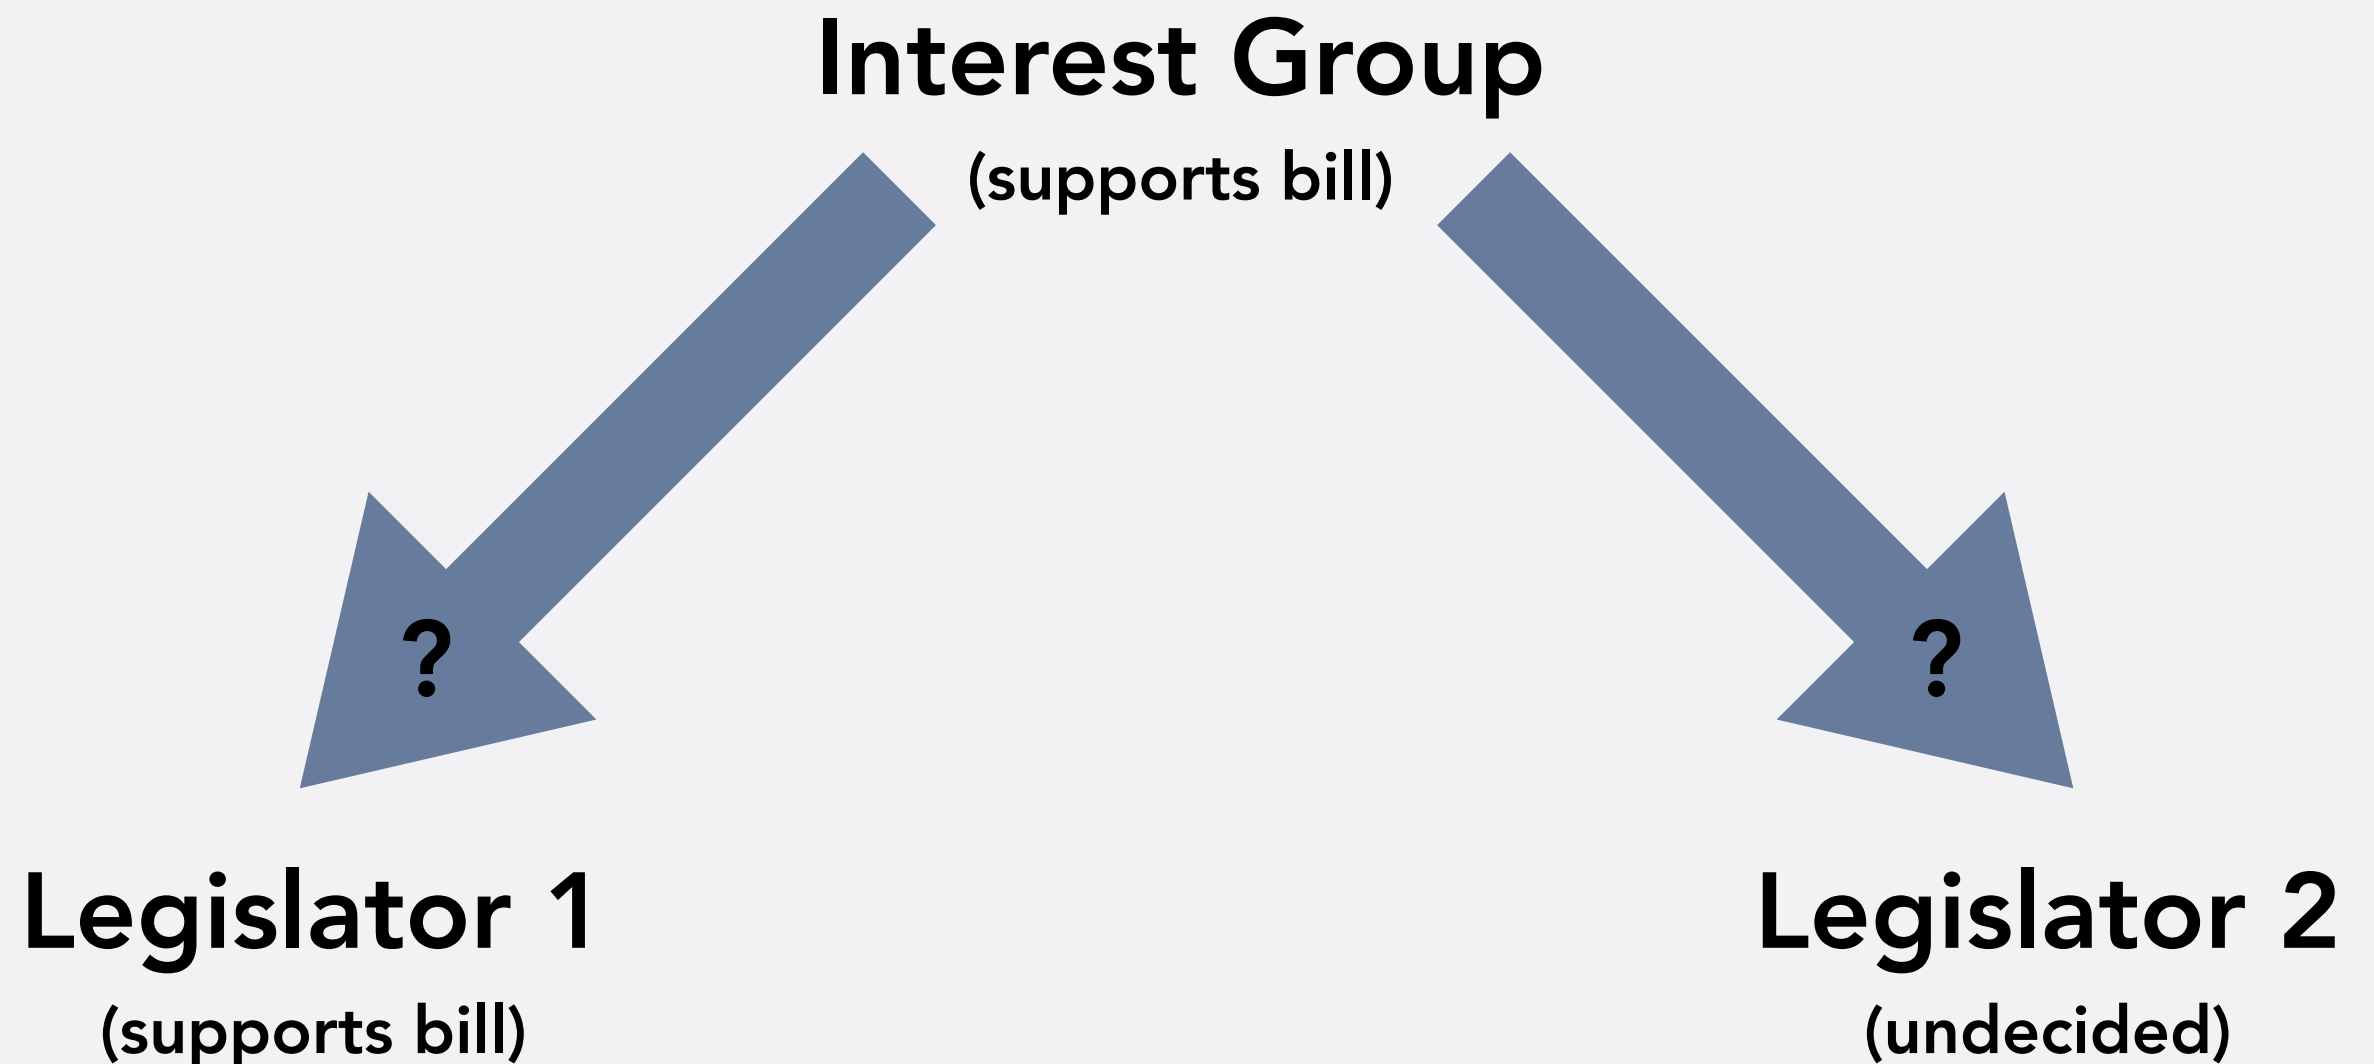 Interest Group
(supports bill)
?
?
Legislator 1
Legislator 2
(supports bill)
(undecided)